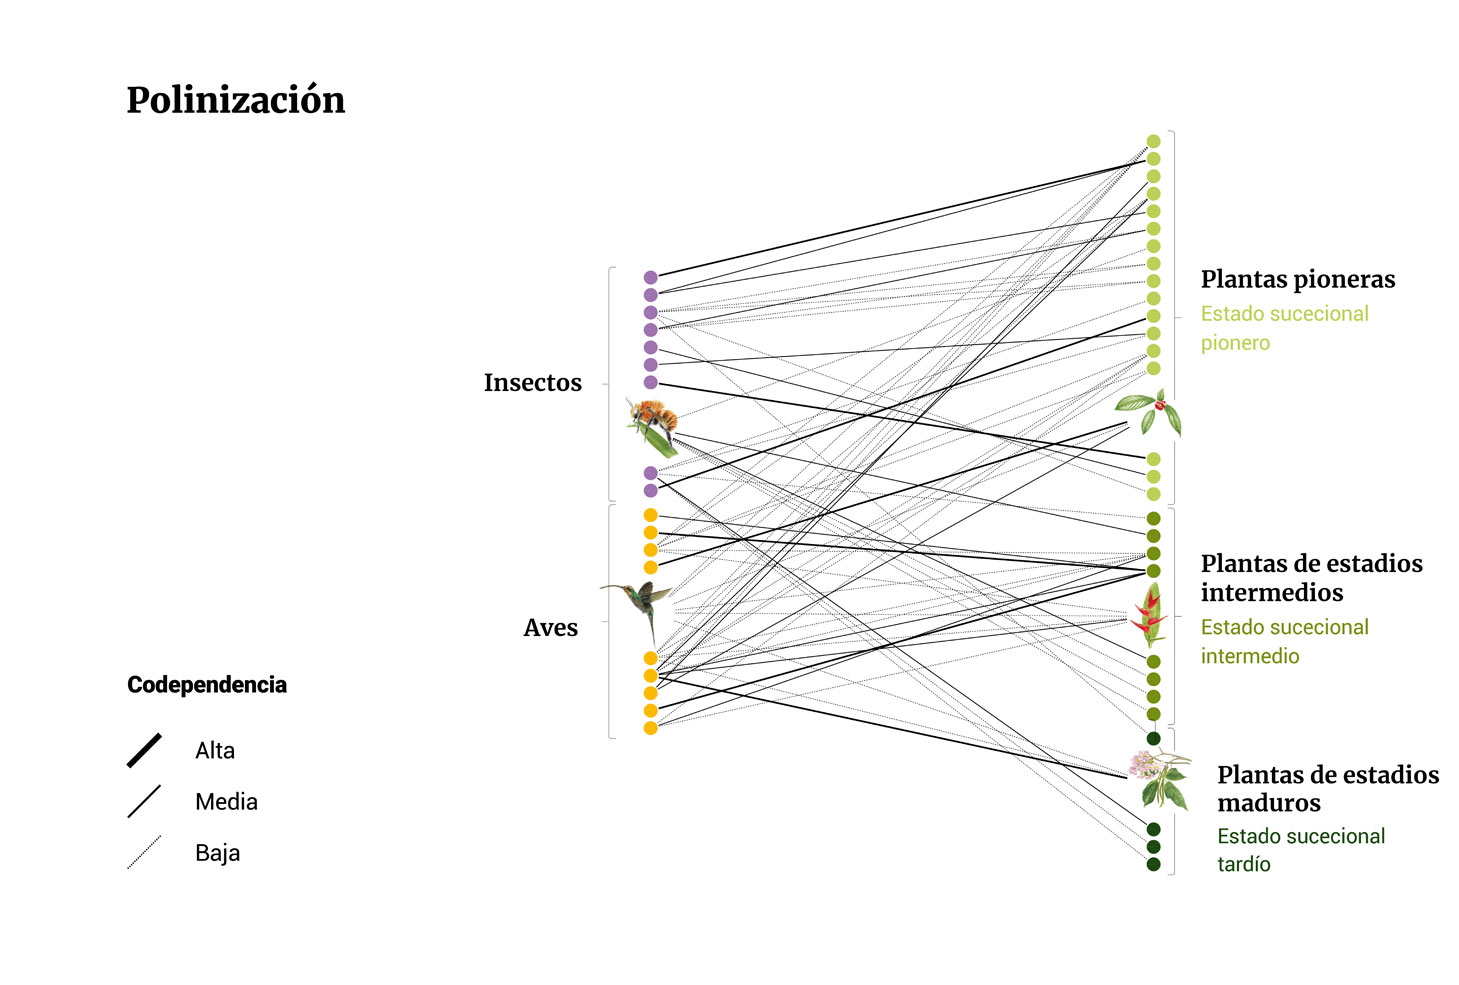 Polinización
Insectos
Aves
Plantas pioneras
Estado sucecional
pionero
Plantas de estadios
intermedios
Estado sucecional
intermedio
Plantas de estadios
maduros
Estado sucecional
tardío
Codependencia
Alta
Media
Baja